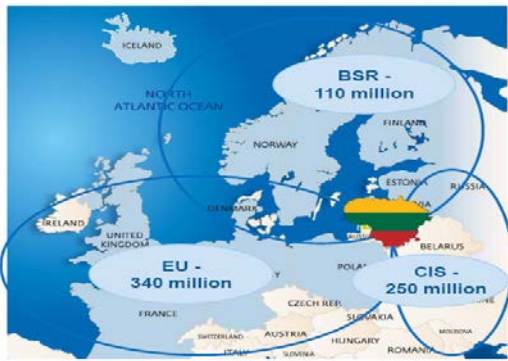 ICELAND
BSR -
110 million
NORTH
ATLANTIC OCEAN
FINLAND
NORWAY
ESTONIA
RUSSIA
DENMARK
IRELAND
UNITED
KINGDOM
BELARUS
EU -
340 million
CIS -
250 million
FRANCE
CZECH REP.
SLOVAKIA
SWITZERLAND
AUSTRIA
HUNGARY
MOLDOVA
ITALY
SLOVENIA
ROMANIA